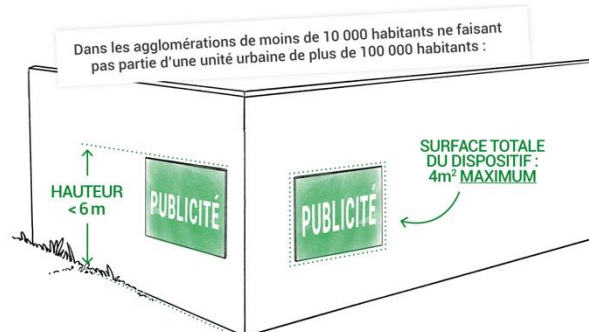 Dans les agglomérations de moins de 10 000 habitants ne faisant
pas partie d'une unité urbaine de plus de 100 000 habitants :
HAUTEUR
< 6 m
PUBLICITÉ
PUBLICITÉ
SURFACE TOTALE
DU DISPOSITIF :
4m² MAXIMUM